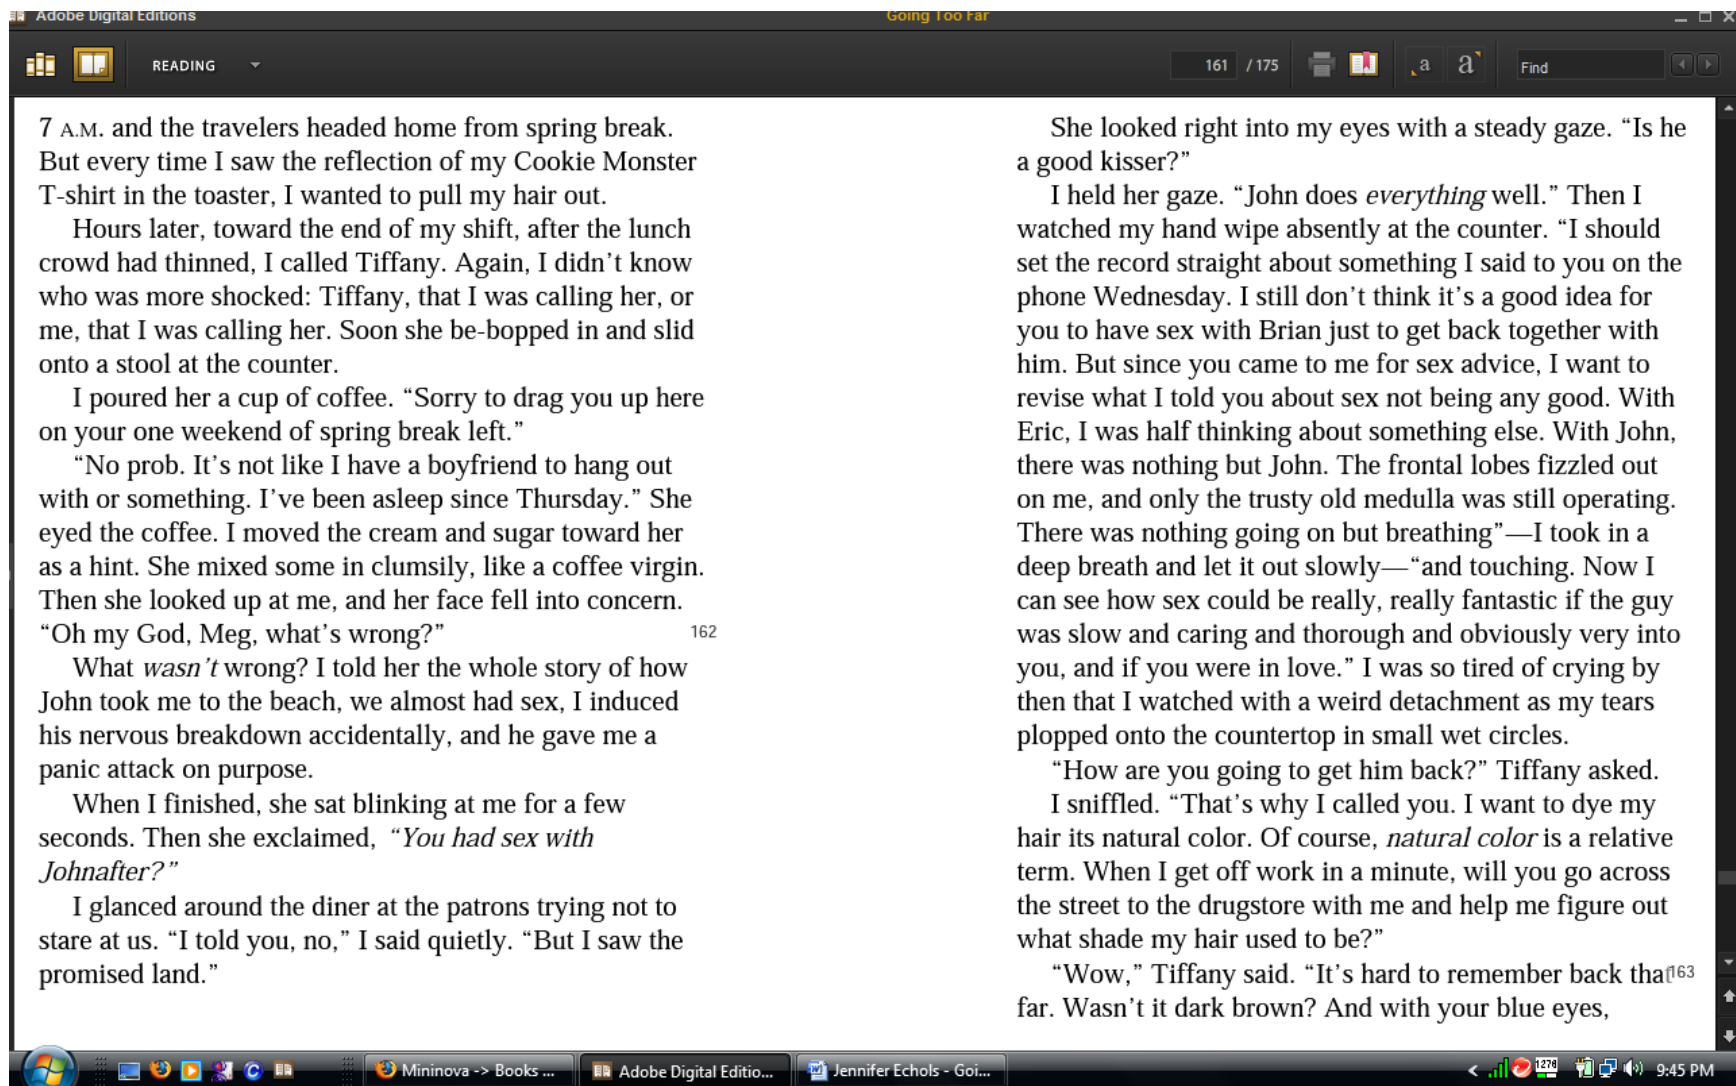 Adobe Digital Editions
Going Too Far
READING
161 / 175
a
a
Find
7 A.M. and the travelers headed home from spring break.
But every time I saw the reflection of my Cookie Monster
T-shirt in the toaster, I wanted to pull my hair out.
Hours later, toward the end of my shift, after the lunch
crowd had thinned, I called Tiffany. Again, I didn’t know
who was more shocked: Tiffany, that I was calling her, or
me, that I was calling her. Soon she be-bopped in and slid
onto a stool at the counter.
I poured her a cup of coffee. “Sorry to drag you up here
on your one weekend of spring break left.”
“No prob. It’s not like I have a boyfriend to hang out
with or something. I’ve been asleep since Thursday.” She
eyed the coffee. I moved the cream and sugar toward her
as a hint. She mixed some in clumsily, like a coffee virgin.
Then she looked up at me, and her face fell into concern.
“Oh my God, Meg, what’s wrong?”
162
What wasn’t wrong? I told her the whole story of how
John took me to the beach, we almost had sex, I induced
his nervous breakdown accidentally, and he gave me a
panic attack on purpose.
When I finished, she sat blinking at me for a few
seconds. Then she exclaimed, “You had sex with
Johnafter?”
I glanced around the diner at the patrons trying not to
stare at us. “I told you, no,” I said quietly. “But I saw the
promised land.”
She looked right into my eyes with a steady gaze. “Is he
a good kisser?”
I held her gaze. “John does everything well.” Then I
watched my hand wipe absently at the counter. “I should
set the record straight about something I said to you on the
phone Wednesday. I still don’t think it’s a good idea for
you to have sex with Brian just to get back together with
him. But since you came to me for sex advice, I want to
revise what I told you about sex not being any good. With
Eric, I was half thinking about something else. With John,
there was nothing but John. The frontal lobes fizzled out
on me, and only the trusty old medulla was still operating.
There was nothing going on but breathing”—I took in a
deep breath and let it out slowly—“and touching. Now I
can see how sex could be really, really fantastic if the guy
was slow and caring and thorough and obviously very into
you, and if you were in love.” I was so tired of crying by
then that I watched with a weird detachment as my tears
plopped onto the countertop in small wet circles.
“How are you going to get him back?” Tiffany asked.
I sniffled. “That’s why I called you. I want to dye my
hair its natural color. Of course, natural color is a relative
term. When I get off work in a minute, will you go across
the street to the drugstore with me and help me figure out
what shade my hair used to be?”
“Wow,” Tiffany said. “It’s hard to remember back that
163
far. Wasn’t it dark brown? And with your blue eyes,
Mininova -> Books ...
Adobe Digital Editio...
Jennifer Echols - Goi...
9:45 PM